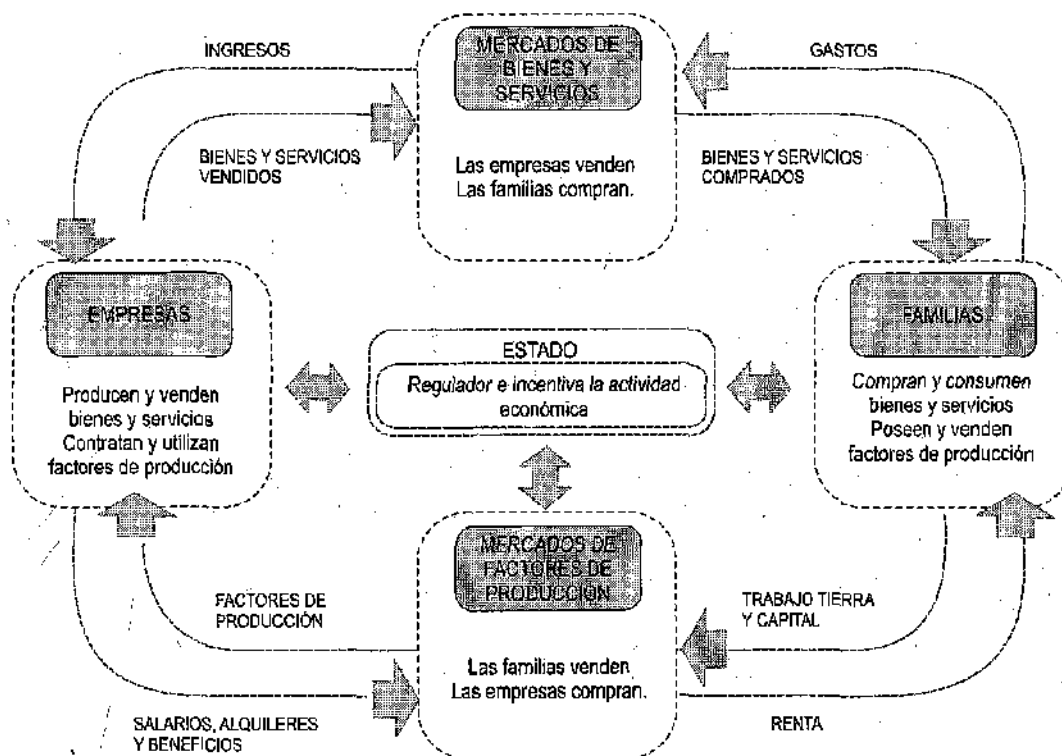 INGRESOS
MERCADOS DE
BIENES Y
SERVICIOS
GASTOS
BIENES Y SERVICIOS
VENDIDOS
Las empresas venden
Las familias compran.
BIENES Y SERVICIOS
COMPRADOS
EMPRESAS
Producen y venden
bienes y servicios
Contratan y utilizan
factores de producción
ESTADO
Regulador e incentiva la actividad
económica
FAMILIAS
Compran y consumen
bienes y servicios
Poseen y venden
factores de producción
MERCADOS DE
FACTORES DE
PRODUCCIÓN
FACTORES DE
PRODUCCIÓN
TRABAJO TIERRA
Y CAPITAL
Las familias venden
Las empresas compran.
SALARIOS, ALQUILERES
Y BENEFICIOS
RENTA